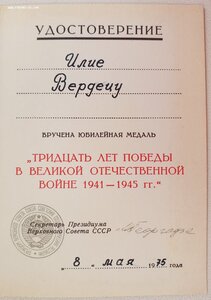 УДОСТОВЕРЕНИЕ
Илие
Вердецу
ВРУЧЕНА ЮБИЛЕЙНАЯ МЕДАЛЬ
„ТРИДЦАТЬ ЛЕТ ПОБЕДЫ
В ВЕЛИКОЙ ОТЕЧЕСТВЕННОЙ
ВОЙНЕ 1941—1945 гг.“
Секретарь Президиума
Верховного Совета СССР
„8“ мая 1975 года